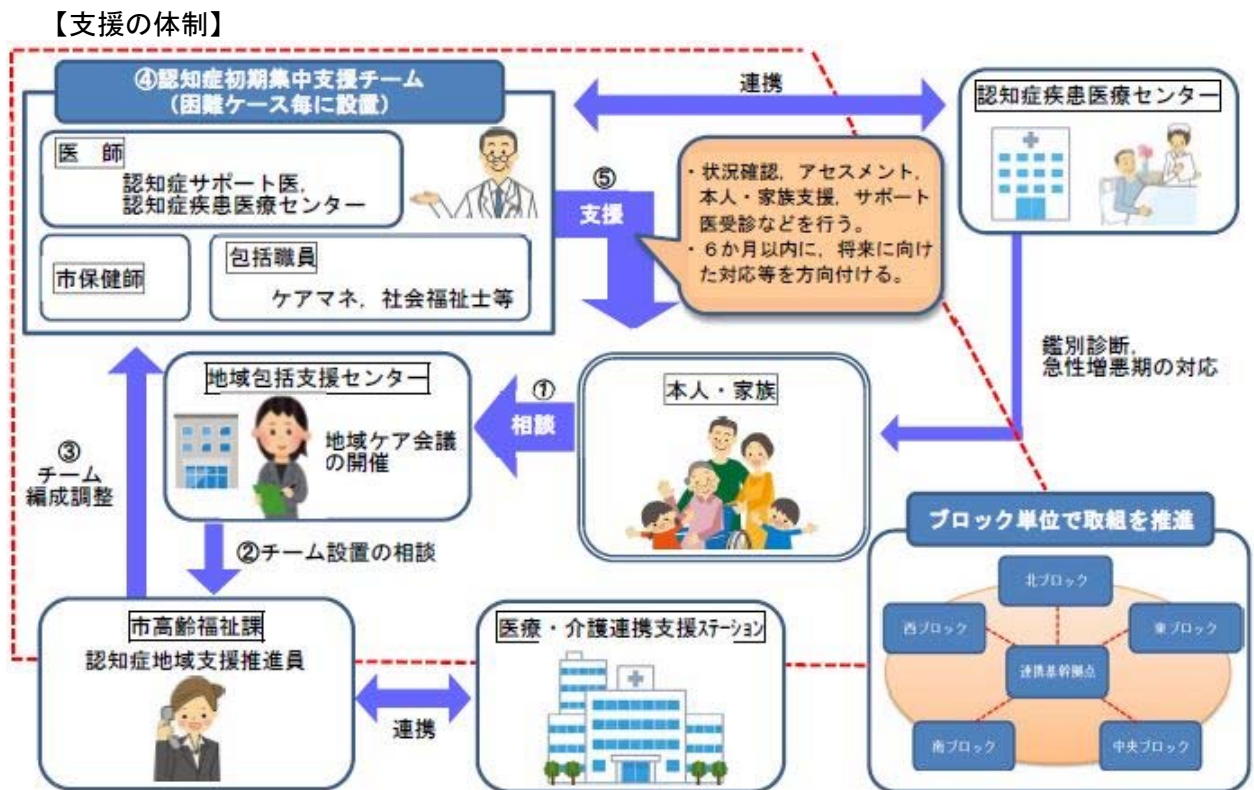 【支援の体制】
④認知症初期集中支援チーム
(困難ケース毎に設置)
医　師
認知症サポート医,
認知症疾患医療センター
市保健師
包括職員
ケアマネ, 社会福祉士等
連携
認知症疾患医療センター
⑤
支援
・状況確認, アセスメント,
本人・家族支援, サポート
医受診などを行う。
・６か月以内に, 将来に向け
た対応等を方向付ける。
鑑別診断,
急性増悪期の対応
地域包括支援センター
地域ケア会議
の開催
①
相談
本人・家族
③
チーム
編成調整
②チーム設置の相談
市高齢福祉課
認知症地域支援推進員
連携
医療・介護連携支援ｽﾃｰｼｮﾝ
ブロック単位で取組を推進
北ブロック
西ブロック
東ブロック
連携基幹拠点
南ブロック
中央ブロック